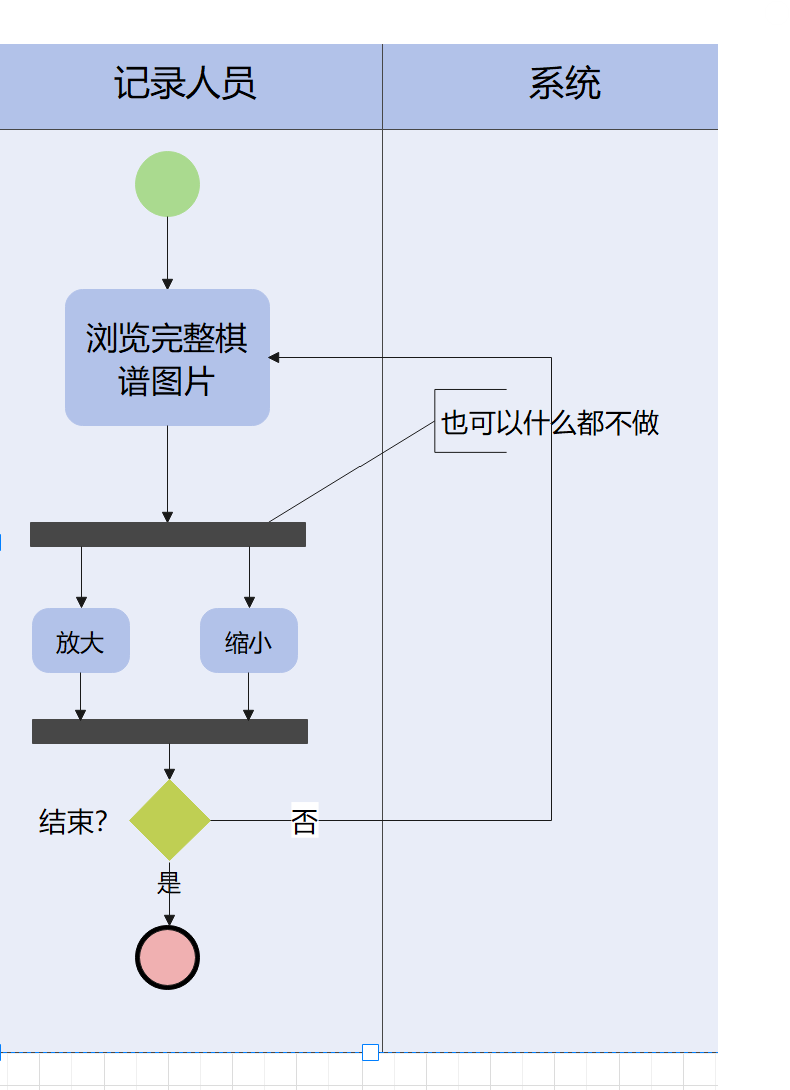 记录人员
系统
浏览完整棋
谱图片
也可以什么都不做
放大
缩小
结束？
否
是